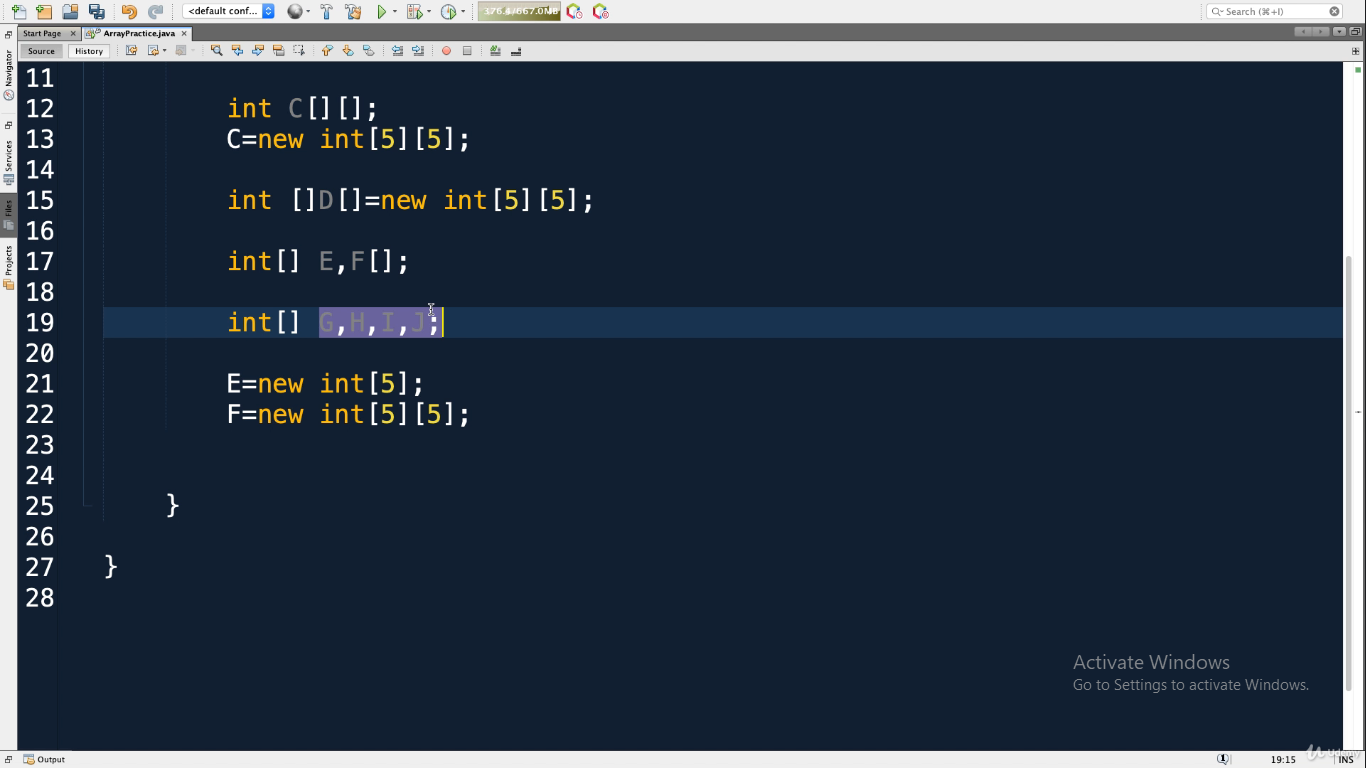 <default conf...
376.4/667.0MB
Search (⌘+I)
Start Page
ArrayPractice.java
Source
History
Navigator
Services
Files
Projects
11
12 int C[][];
13 C=new int[5][5];
14
15 int []D[]=new int[5][5];
16
17 int[] E,F[];
18
19 int[] G,H,I,J;
20
21 E=new int[5];
22 F=new int[5][5];
23
24
25 }
26
27 }
28
Activate Windows
Go to Settings to activate Windows.
Output
1
19:15
INS
Udemy